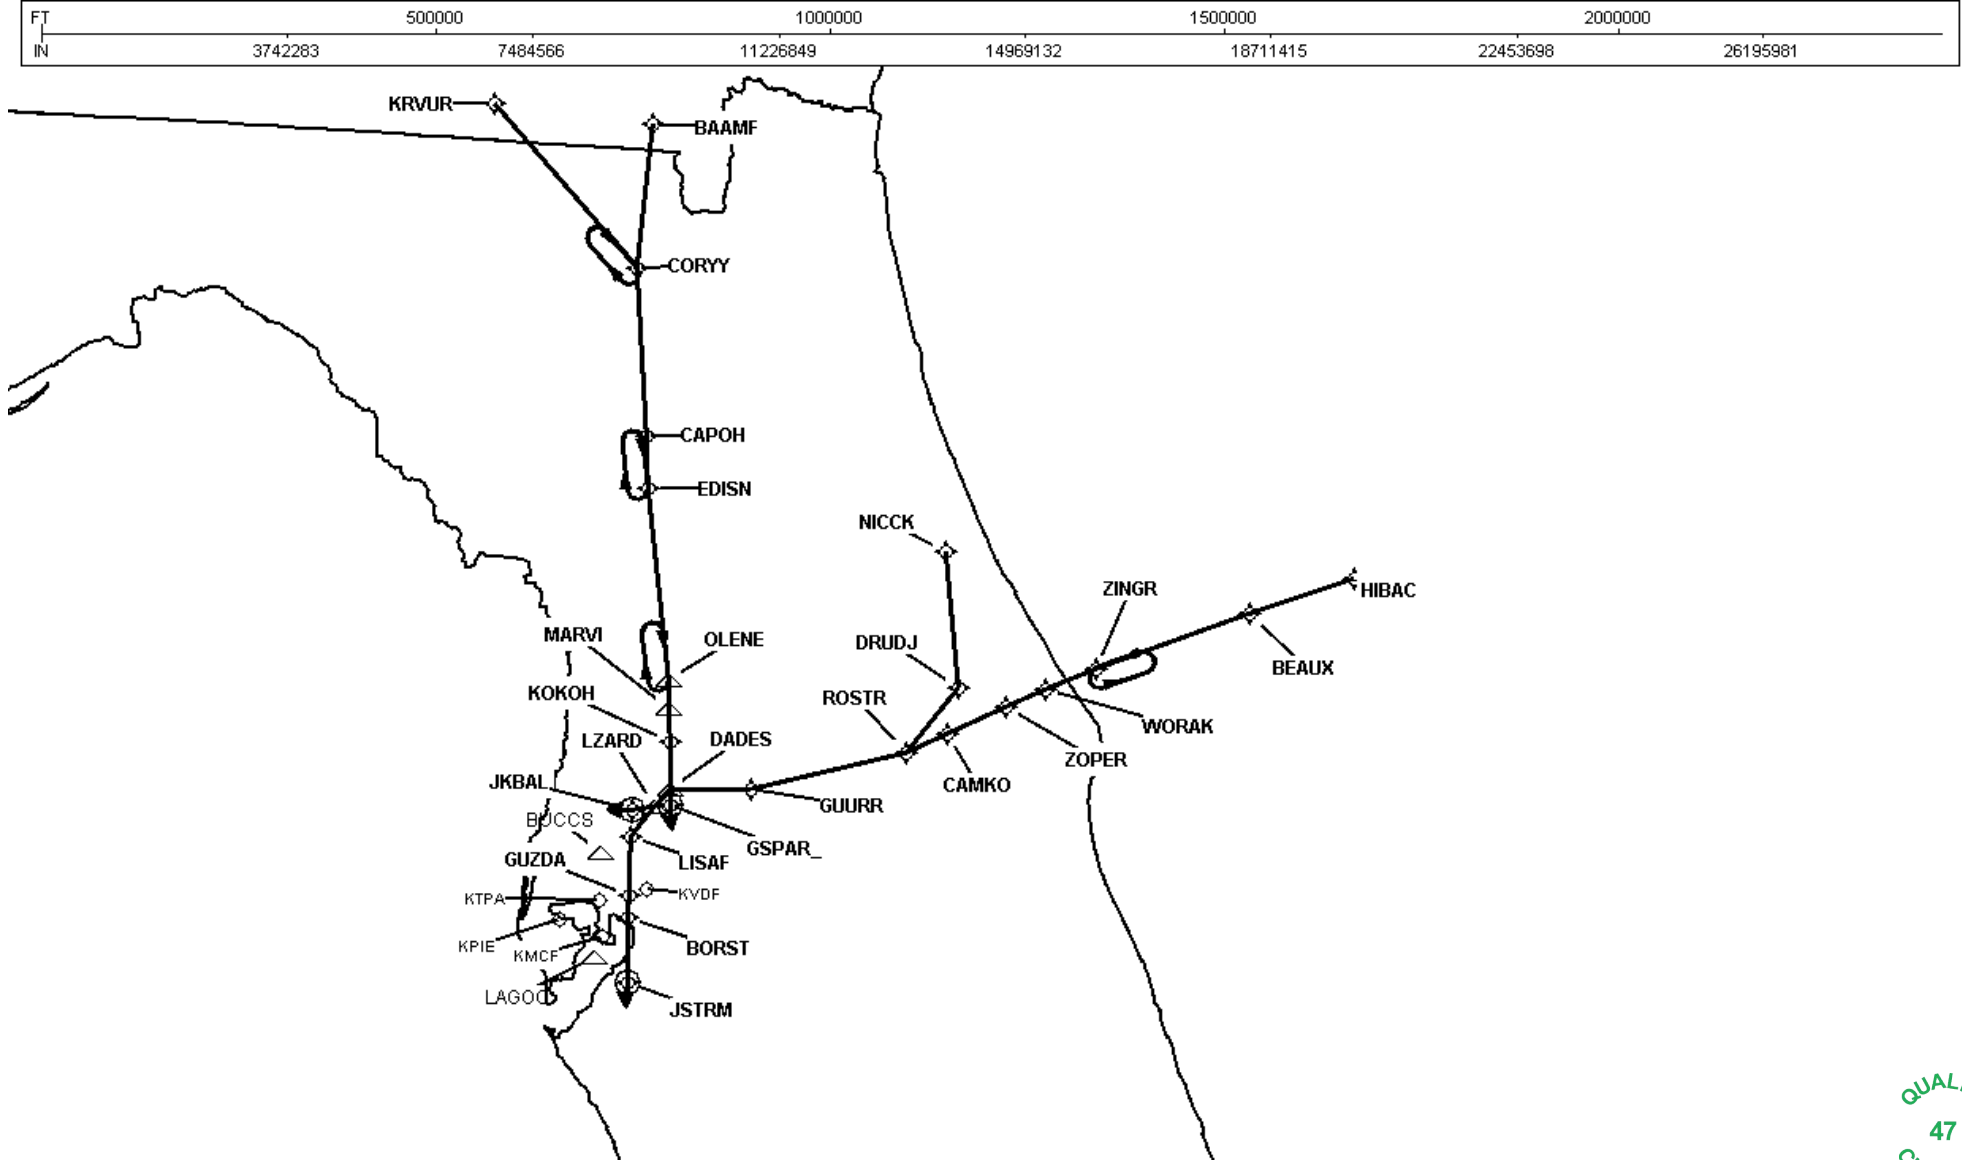 FT 500000 1000000 1500000 2000000
IN 3742283 7484566 11226849 14969132 18711415 22453698 26195981
KRVUR
BAAMF
CORYY
CAPOH
EDISN
NICCK
ZINGR
HIBAC
MARVI
OLENE
DRUDJ
BEAUX
KOKOH
ROSTR
WORAK
LZARD
DADES
ZOPER
JKBAL
CAMKO
GUURR
BUCCS
GSPAR_
GUZDA
LISAF
KTPA
KVDF
KPIE
KMCF
BORST
LAGOO
JSTRM
47